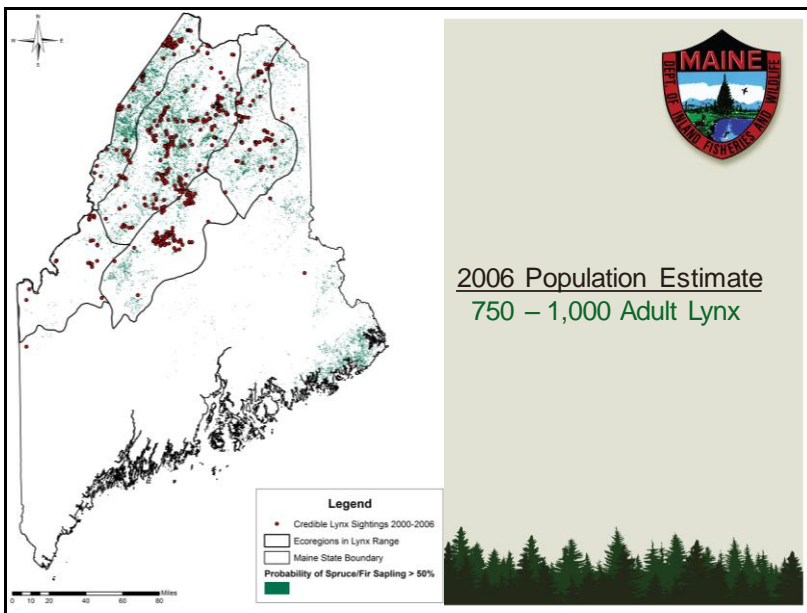 N
W E
S
MAINE
DEPT. OF INLAND FISHERIES AND WILDLIFE
2006 Population Estimate
750 – 1,000 Adult Lynx
Legend
Credible Lynx Sightings 2000-2006
Ecoregions in Lynx Range
Maine State Boundary
Probability of Spruce/Fir Sapling > 50%
Miles
0 10 20 40 60 80